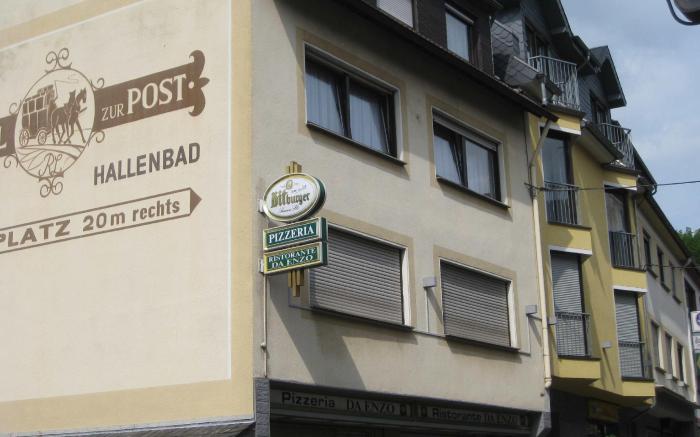 ZUR POST
HALLENBAD
PLATZ 20m rechts
Bitburger
PIZZERIA
RISTORANTE
DA ENZO
Pizzeria DA ENZO Ristorante DA ENZO